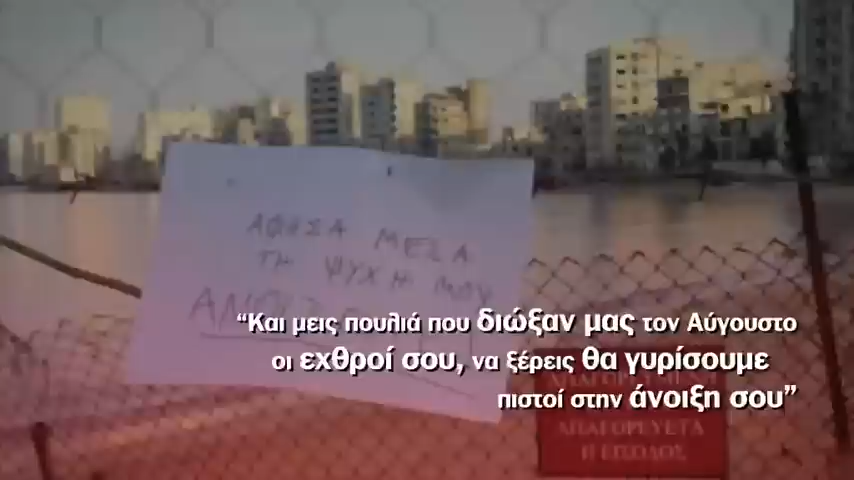 ΑΦΗΣΑ ΜΕΣΑ
ΤΗ ΨΥΧΗ ΜΟΥ
“Και μεις πουλιά που διώξαν μας τον Αύγουστο
οι εχθροί σου, να ξέρεις θα γυρίσουμε
πιστοί στην άνοιξη σου”
ΑΠΑΓΟΡΕΥΕΤΑΙ
Η ΕΙΣΟΔΟΣ